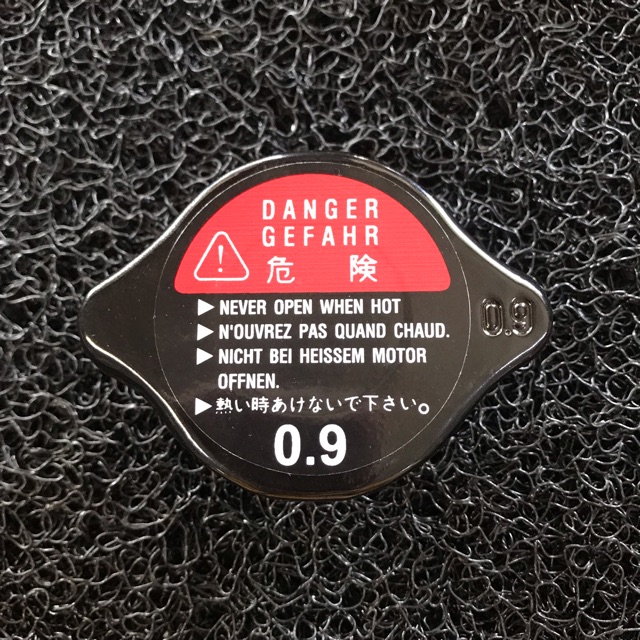 DANGER
GEFAHR
危 険
▶ NEVER OPEN WHEN HOT
▶ N'OUVREZ PAS QUAND CHAUD.
▶ NICHT BEI HEISSEM MOTOR
OFFNEN.
▶ 熱い時あけないで下さい。
0.9
0.9